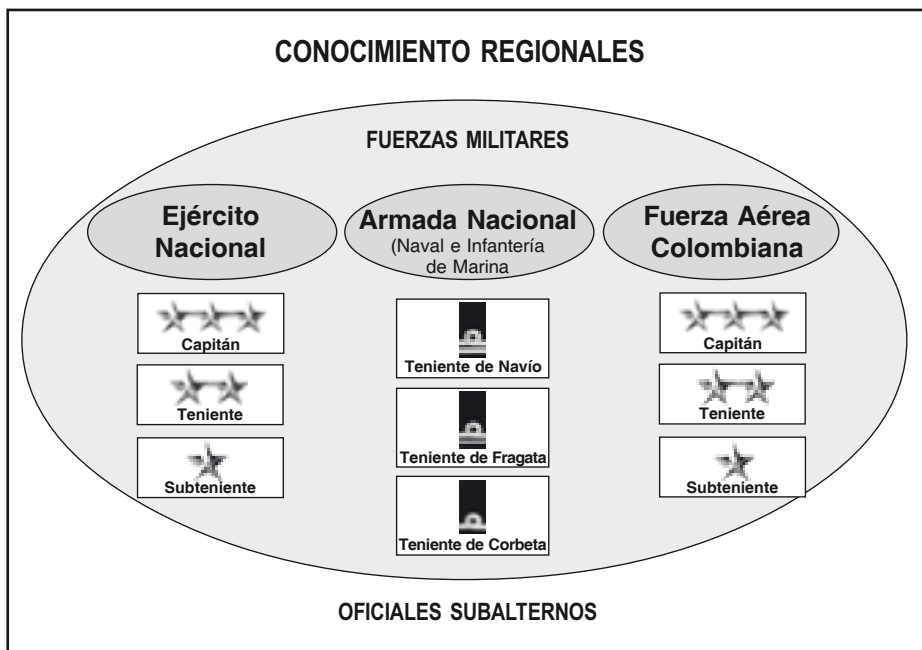 CONOCIMIENTO REGIONALES
FUERZAS MILITARES
Ejército
Nacional
Capitán
Teniente
Subteniente
Armada Nacional
(Naval e Infantería
de Marina
Teniente de Navío
Teniente de Fragata
Teniente de Corbeta
Fuerza Aérea
Colombiana
Capitán
Teniente
Subteniente
OFICIALES SUBALTERNOS